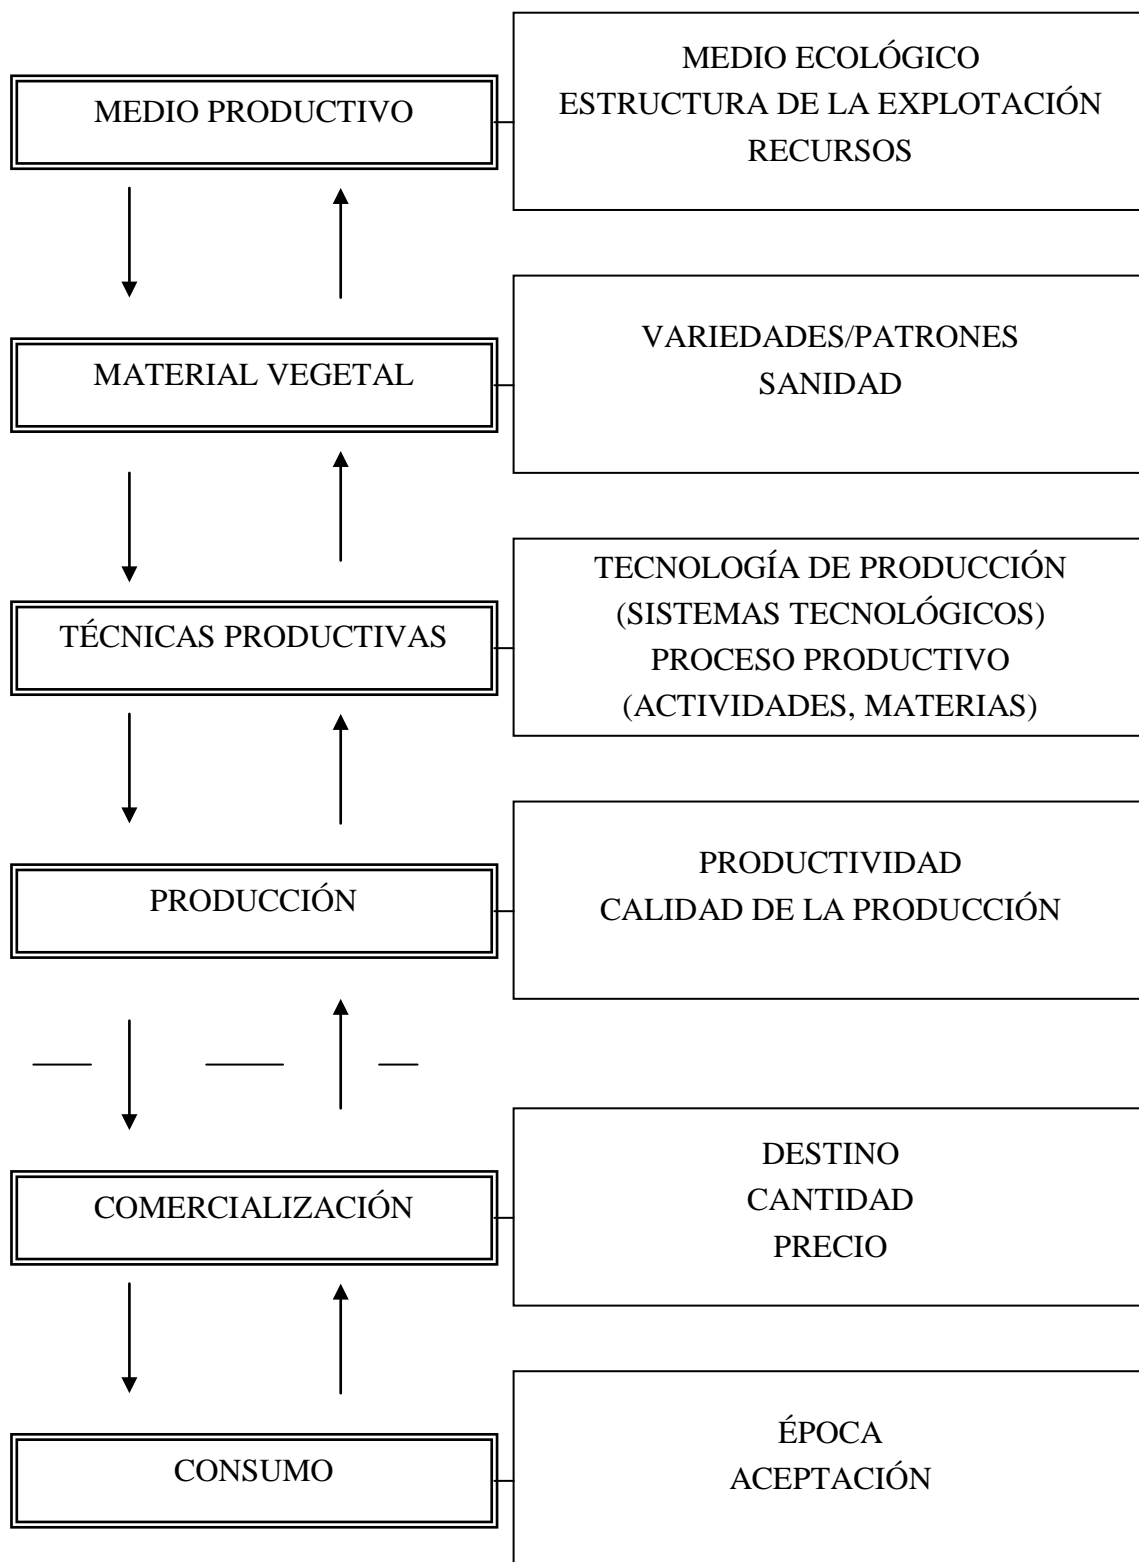 MEDIO PRODUCTIVO
MEDIO ECOLÓGICO
ESTRUCTURA DE LA EXPLOTACIÓN
RECURSOS
MATERIAL VEGETAL
VARIEDADES/PATRONES
SANIDAD
TÉCNICAS PRODUCTIVAS
TECNOLOGÍA DE PRODUCCIÓN
(SISTEMAS TECNOLÓGICOS)
PROCESO PRODUCTIVO
(ACTIVIDADES, MATERIAS)
PRODUCCIÓN
PRODUCTIVIDAD
CALIDAD DE LA PRODUCCIÓN
COMERCIALIZACIÓN
DESTINO
CANTIDAD
PRECIO
CONSUMO
ÉPOCA
ACEPTACIÓN